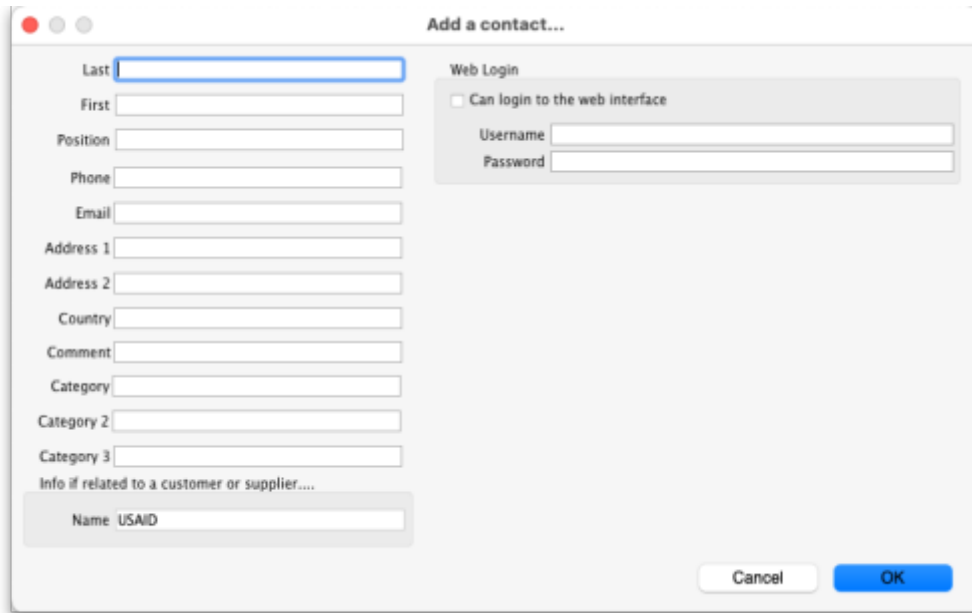 Add a contact...
Last
First
Position
Phone
Email
Address 1
Address 2
Country
Comment
Category
Category 2
Category 3
Info if related to a customer or supplier....
Name USAID
Web Login
Can login to the web interface
Username
Password
Cancel OK